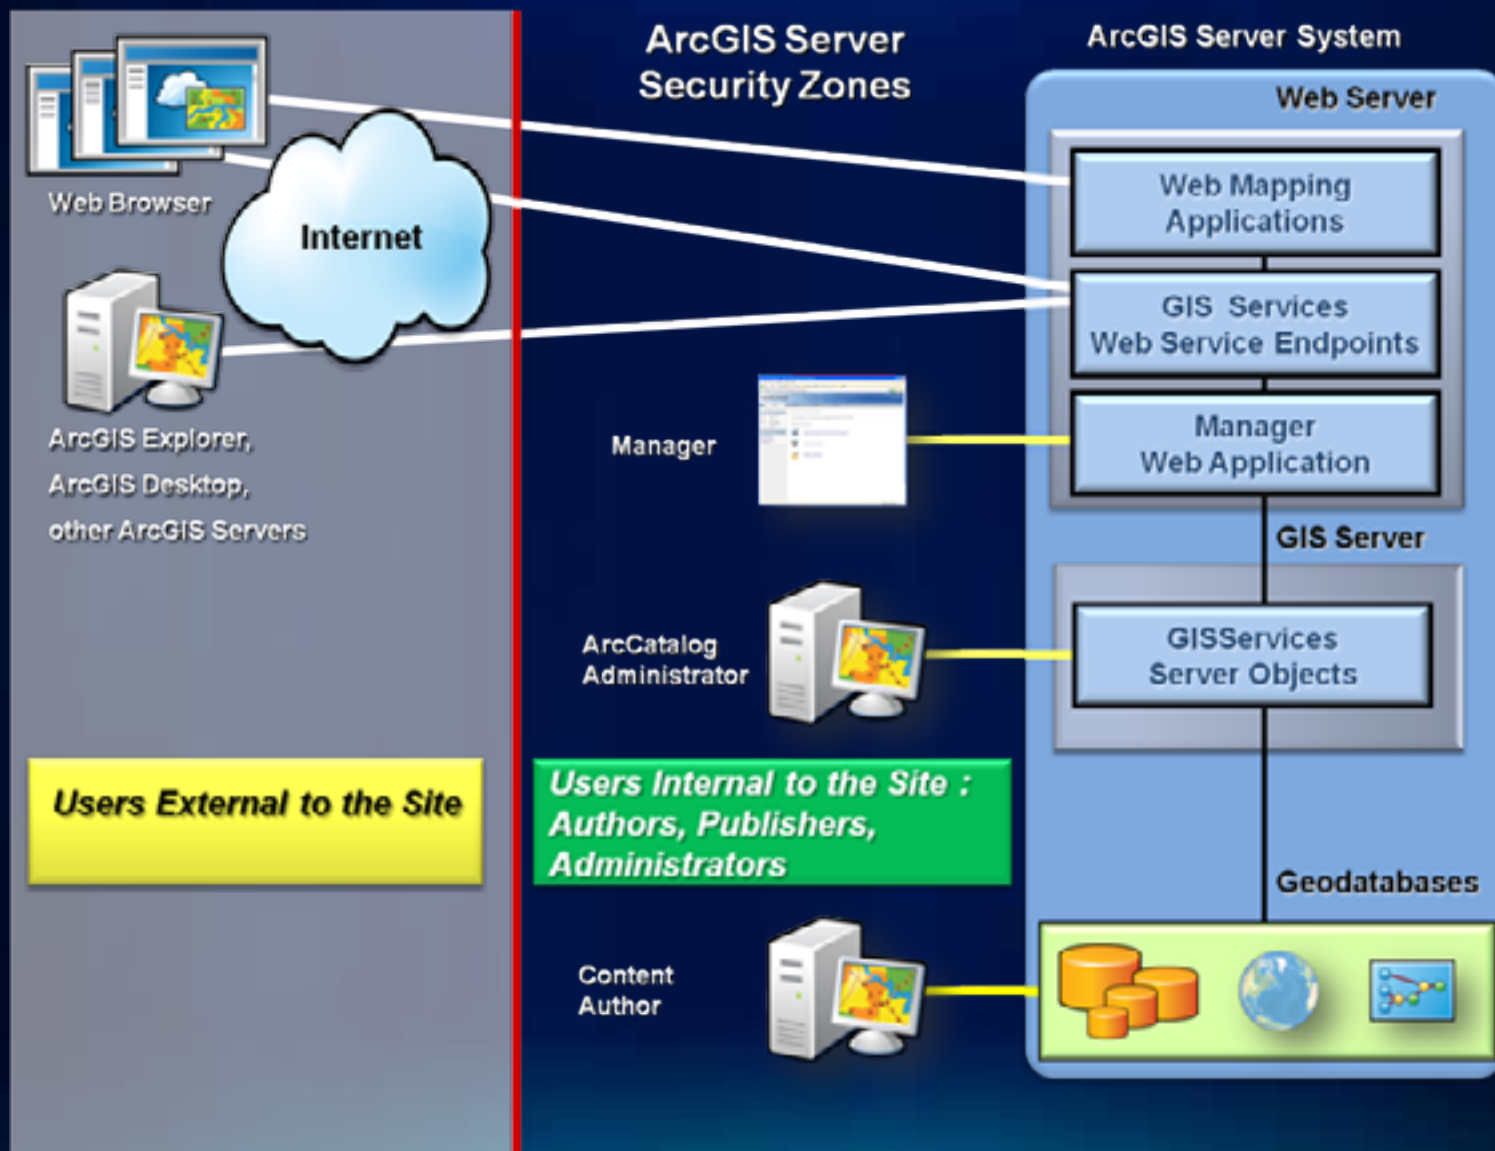 ArcGIS Server
Security Zones
ArcGIS Server System
Web Server
Web Browser
Internet
Web Mapping
Applications
GIS Services
Web Service Endpoints
Manager
Web Application
ArcGIS Explorer,
ArcGIS Desktop,
other ArcGIS Servers
Manager
GIS Server
ArcCatalog
Administrator
GISServices
Server Objects
Users External to the Site
Users Internal to the Site :
Authors, Publishers,
Administrators
Geodatabases
Content
Author